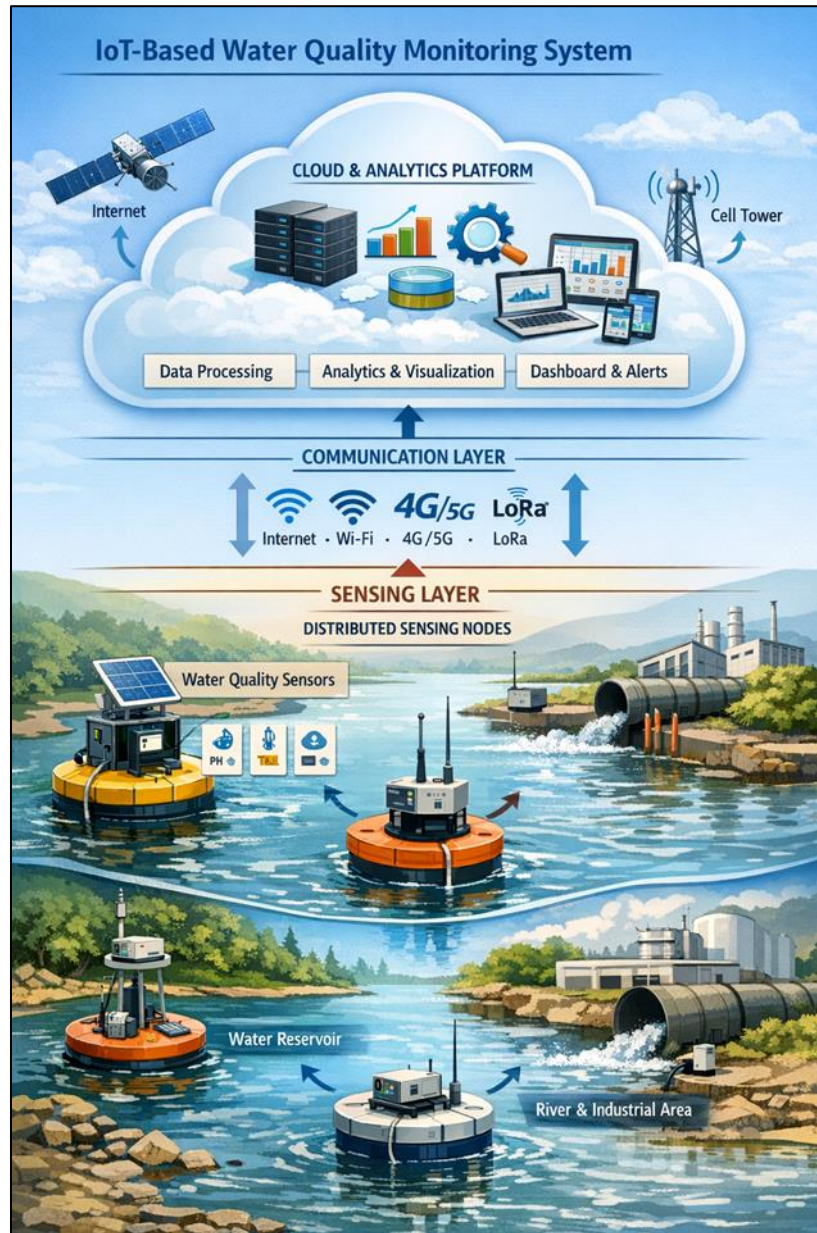 IoT-Based Water Quality Monitoring System
CLOUD & ANALYTICS PLATFORM
Internet
Cell Tower
Data Processing
Analytics & Visualization
Dashboard & Alerts
COMMUNICATION LAYER
4G/5G
LoRa
Internet · Wi-Fi · 4G/5G · LoRa
SENSING LAYER
DISTRIBUTED SENSING NODES
Water Quality Sensors
PH
Water Reservoir
River & Industrial Area